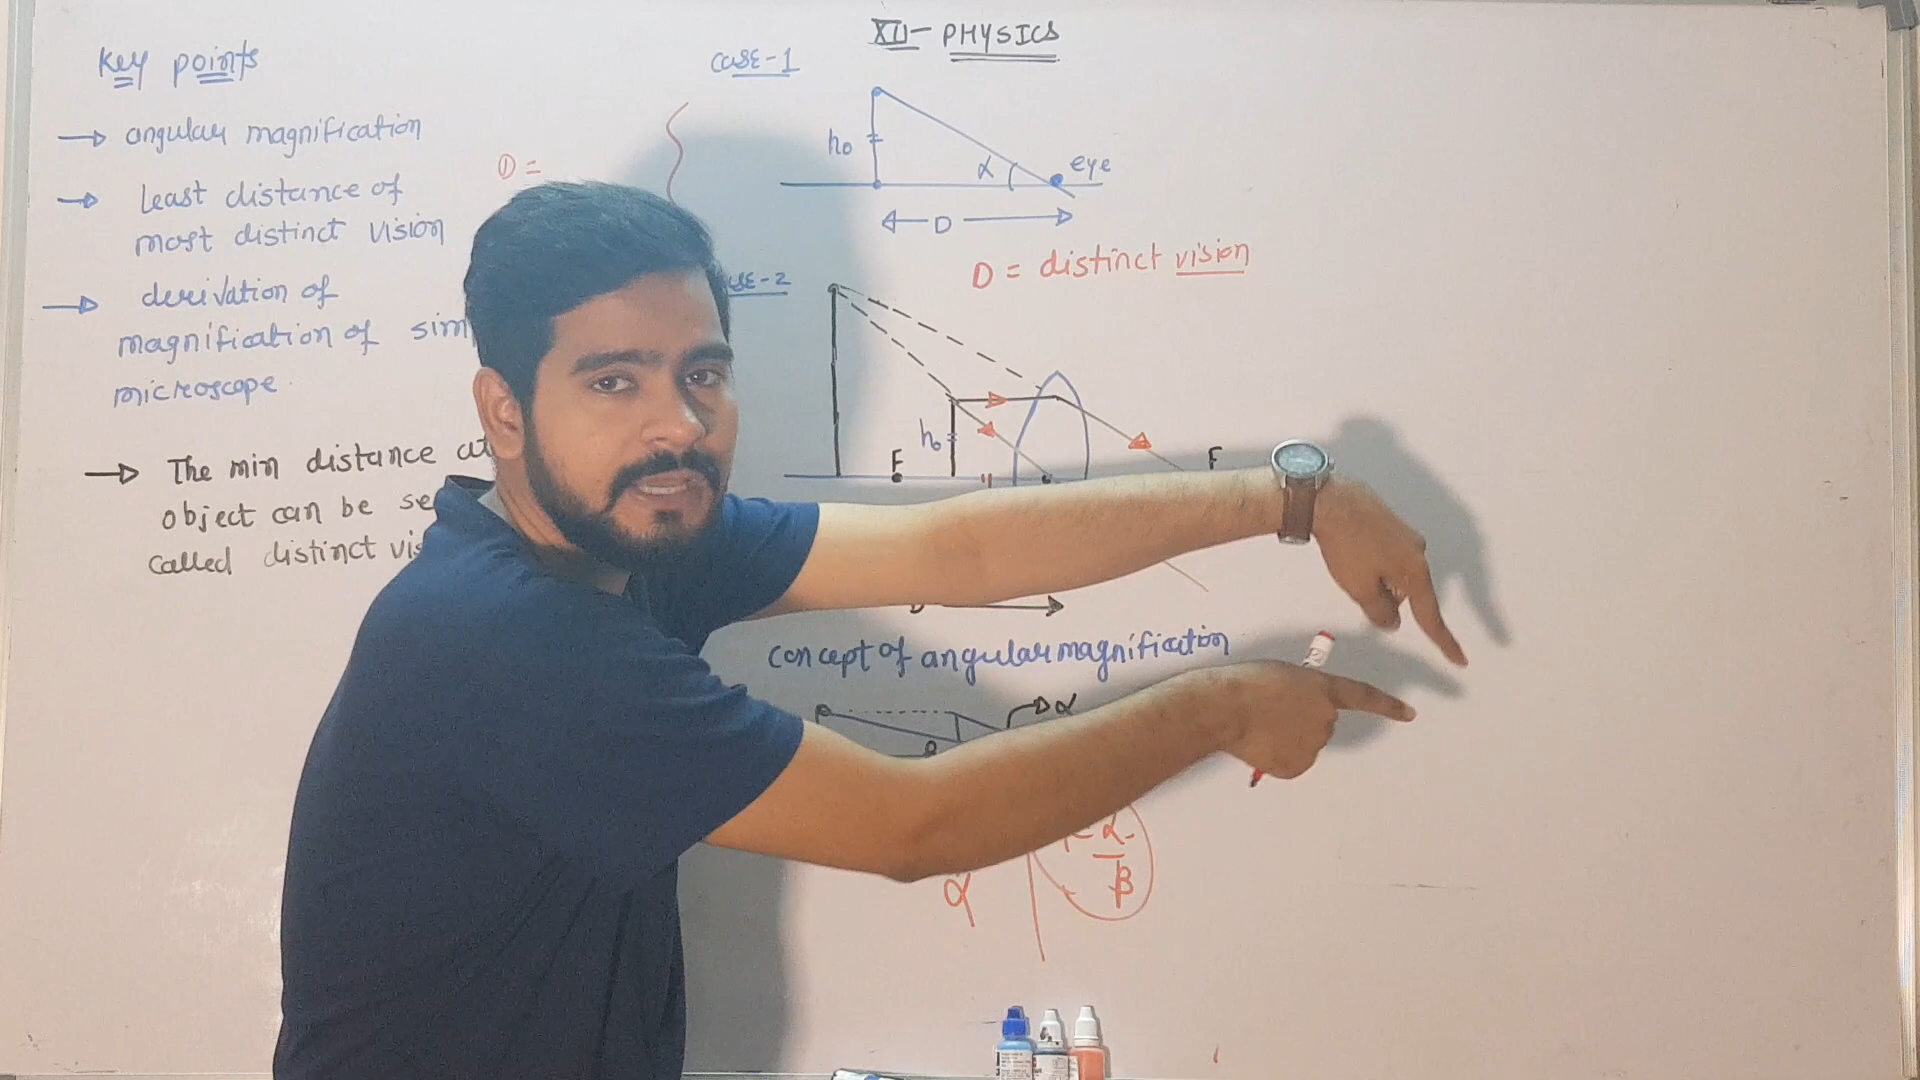 XII - PHYSICS
Key points
→ angular magnification
→ Least distance of
most distinct vision
→ derivation of
magnification of sim
microscope.
→ The min distance at
object can be se
called distinct vis
D =
Case-1
ho
α
eye
D
D = distinct vision
se-2
ho
F
F
D
concept of angular magnification
α
α
α
β